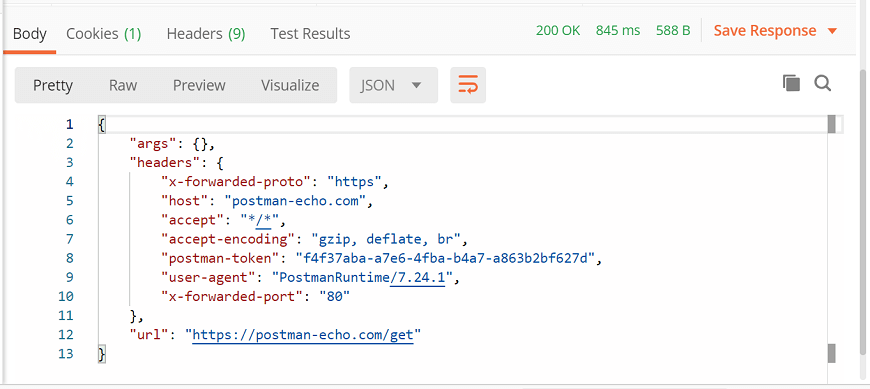 Body Cookies (1) Headers (9) Test Results 200 OK 845 ms 588 B Save Response
Pretty Raw Preview Visualize JSON
1 {
2 "args": {},
3 "headers": {
4 "x-forwarded-proto": "https",
5 "host": "postman-echo.com",
6 "accept": "*/*",
7 "accept-encoding": "gzip, deflate, br",
8 "postman-token": "f4f37aba-a7e6-4fba-b4a7-a863b2bf627d",
9 "user-agent": "PostmanRuntime/7.24.1",
10 "x-forwarded-port": "80"
11 },
12 "url": "https://postman-echo.com/get"
13 }